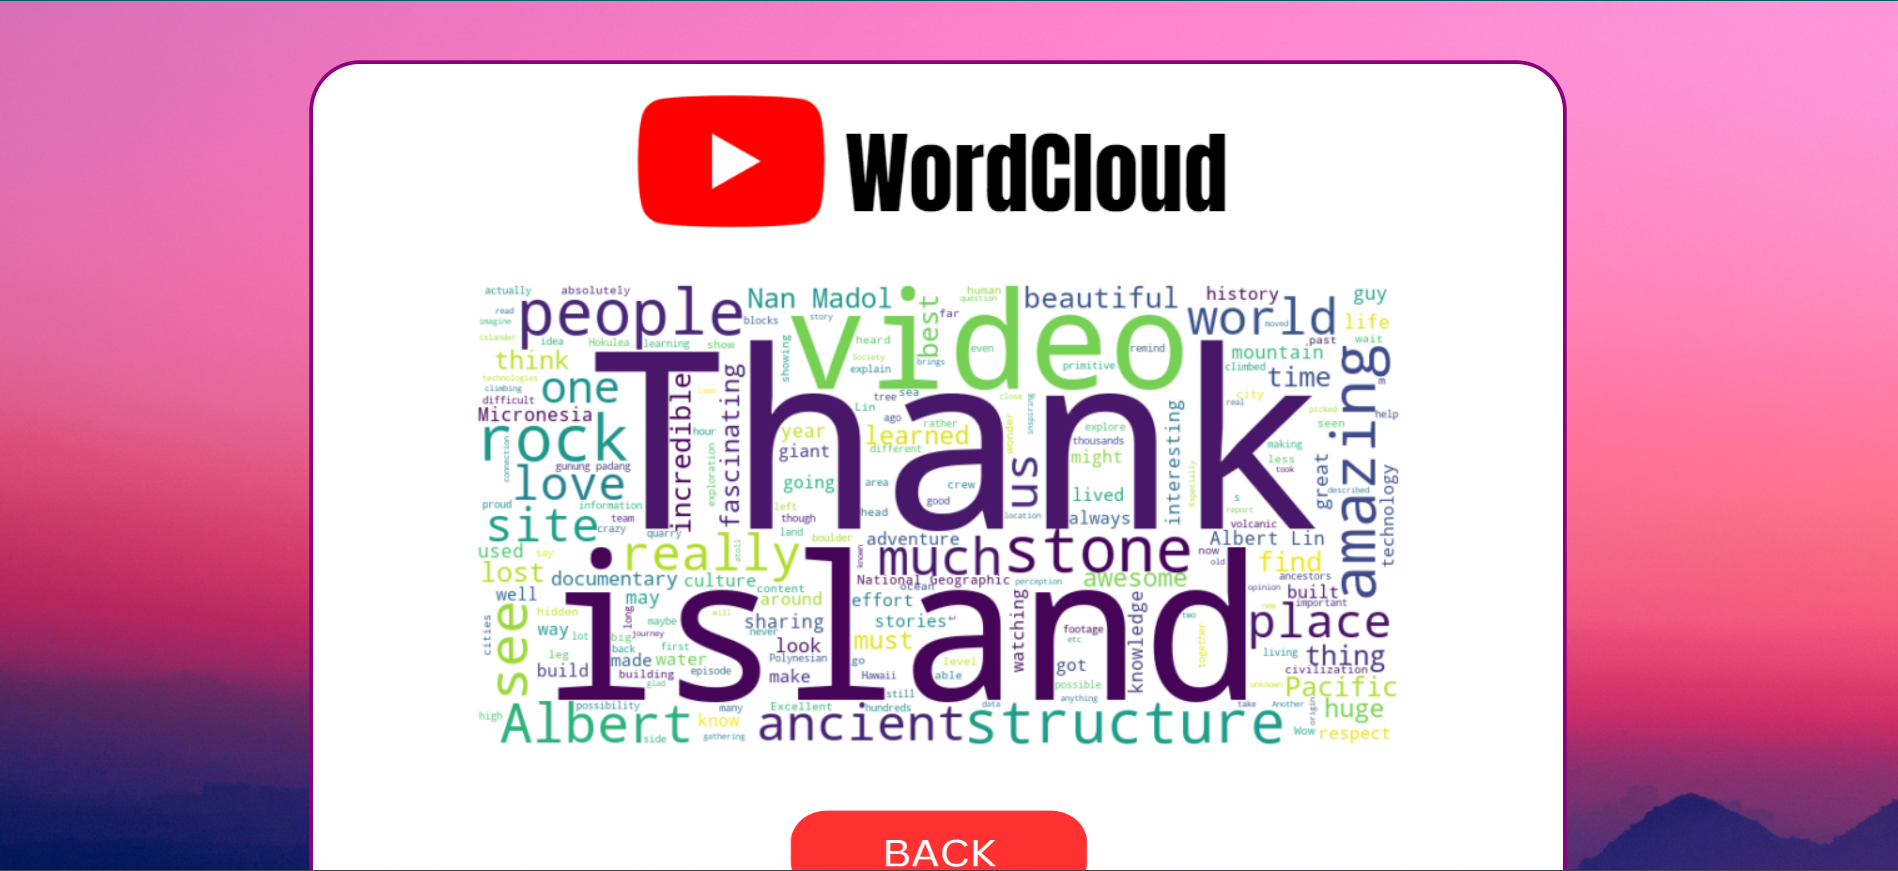 WordCloud
actually absolutely Nan Madol human question beautiful history guy
read people blocks story video best far world moved life
imagine islander idea Hokulea learning show showing heard even remind past wait
think Society explain brings primitive mountain climbed
technologies climbing difficult one Thank tree sea close time city real m
Micronesia incredible fascinating Lin ago rather inspiring picked help
rock hour year learned wonder explore seen amazing
connection giant different thousands interesting making less took
gunung padang exploration might great described
love going area crew us lived especially s technology
proud information left good location report
site team crazy though head always volcanic
quarry land boulder adventure Albert Lin
used say really atoll known much stone now old find
lost documentary culture National Geographic perception awesome ancestors
well content ocean opinion built
hidden may long will around effort watching knowledge new important
cities see way lot maybe sharing stories two place
big journey never island footage etc together
back first look must living thing
leg made water Polynesian go level got civilization
build building episode make Hawaii able possible unknown Pacific
glad still anything
high possibility many Excellent hundreds data take Another origin huge
Albert side know gathering ancient structure Wow respect
BACK